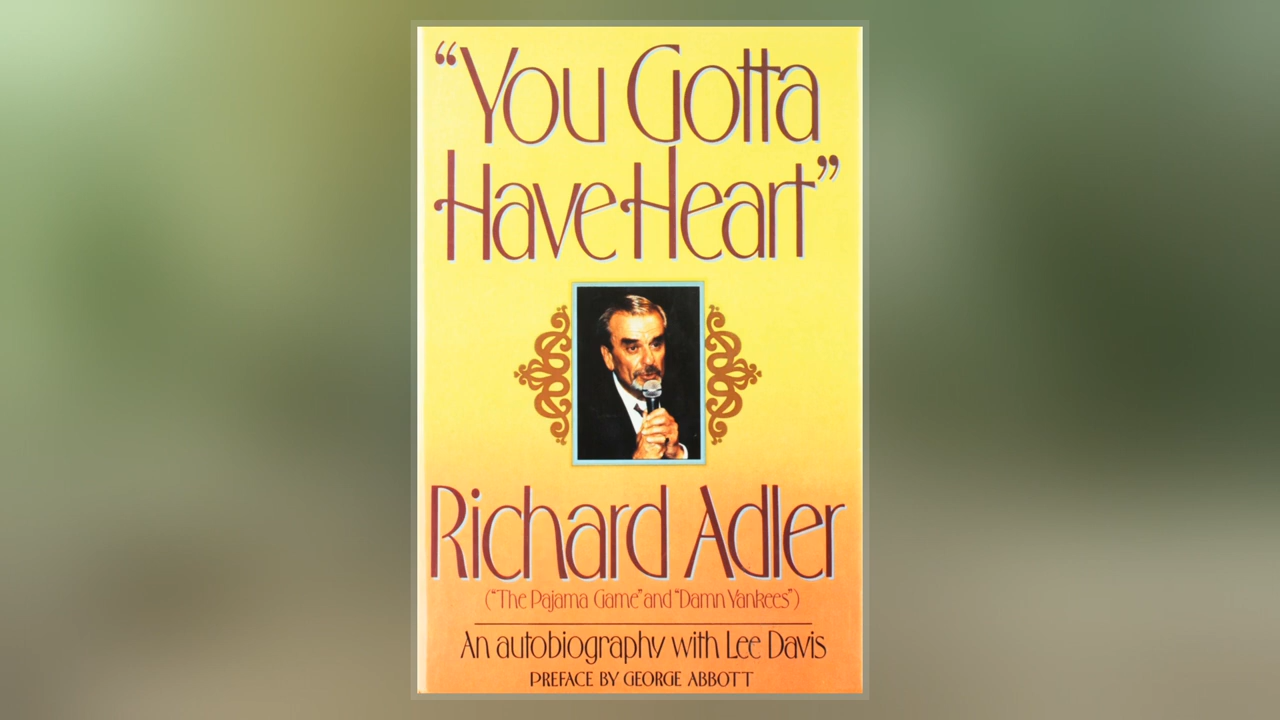 “You Gotta
Have Heart”
Richard Adler
(“The Pajama Game” and “Damn Yankees”)
An autobiography with Lee Davis
PREFACE BY GEORGE ABBOTT